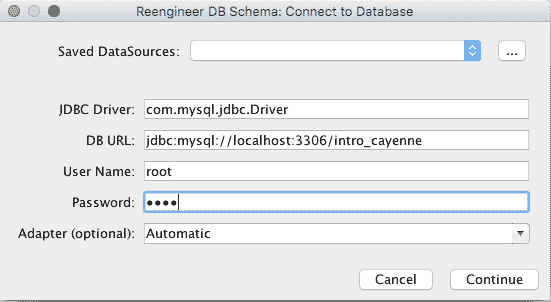 Reengineer DB Schema: Connect to Database
Saved DataSources:
...
JDBC Driver: com.mysql.jdbc.Driver
DB URL: jdbc:mysql://localhost:3306/intro_cayenne
User Name: root
Password: ••••
Adapter (optional): Automatic
Cancel Continue